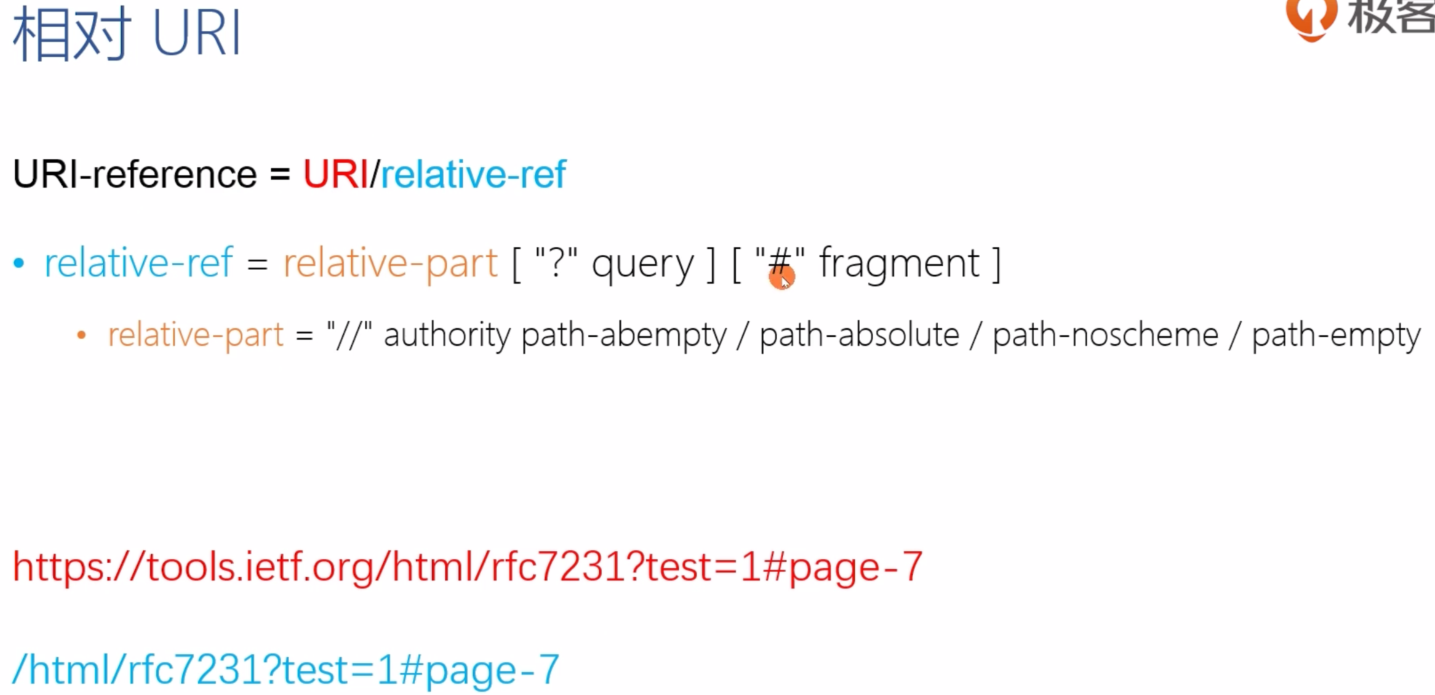 相对 URI
极客
URI-reference = URI/relative-ref
• relative-ref = relative-part [ "?" query ] [ "#" fragment ]
• relative-part = "//" authority path-abempty / path-absolute / path-noscheme / path-empty
https://tools.ietf.org/html/rfc7231?test=1#page-7
/html/rfc7231?test=1#page-7